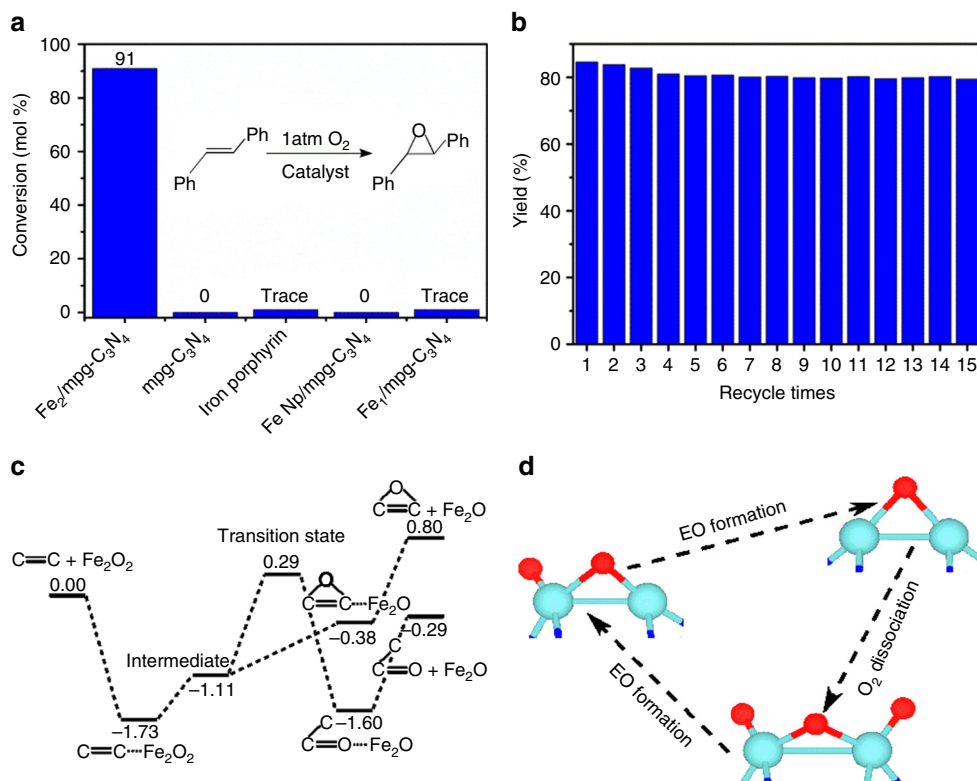 a
Conversion (mol %)
100
80
60
40
20
0
91
0
Trace
0
Trace
Ph
Ph
1atm O₂
Catalyst
O
Ph
Ph
Fe₂/mpg-C₃N₄
mpg-C₃N₄
Iron porphyrin
Fe Np/mpg-C₃N₄
Fe₁/mpg-C₃N₄
b
Yield (%)
80
60
40
20
0
1 2 3 4 5 6 7 8 9 10 11 12 13 14 15
Recycle times
c
C=C + Fe₂O₂
0.00
−1.73
C=C···Fe₂O₂
Intermediate
−1.11
Transition state
0.29
O
C=C···Fe₂O
−0.38
O
C=C + Fe₂O
0.80
−1.60
C
C=O···Fe₂O
−0.29
C
C=O + Fe₂O
d
EO formation
O₂ dissociation
EO formation